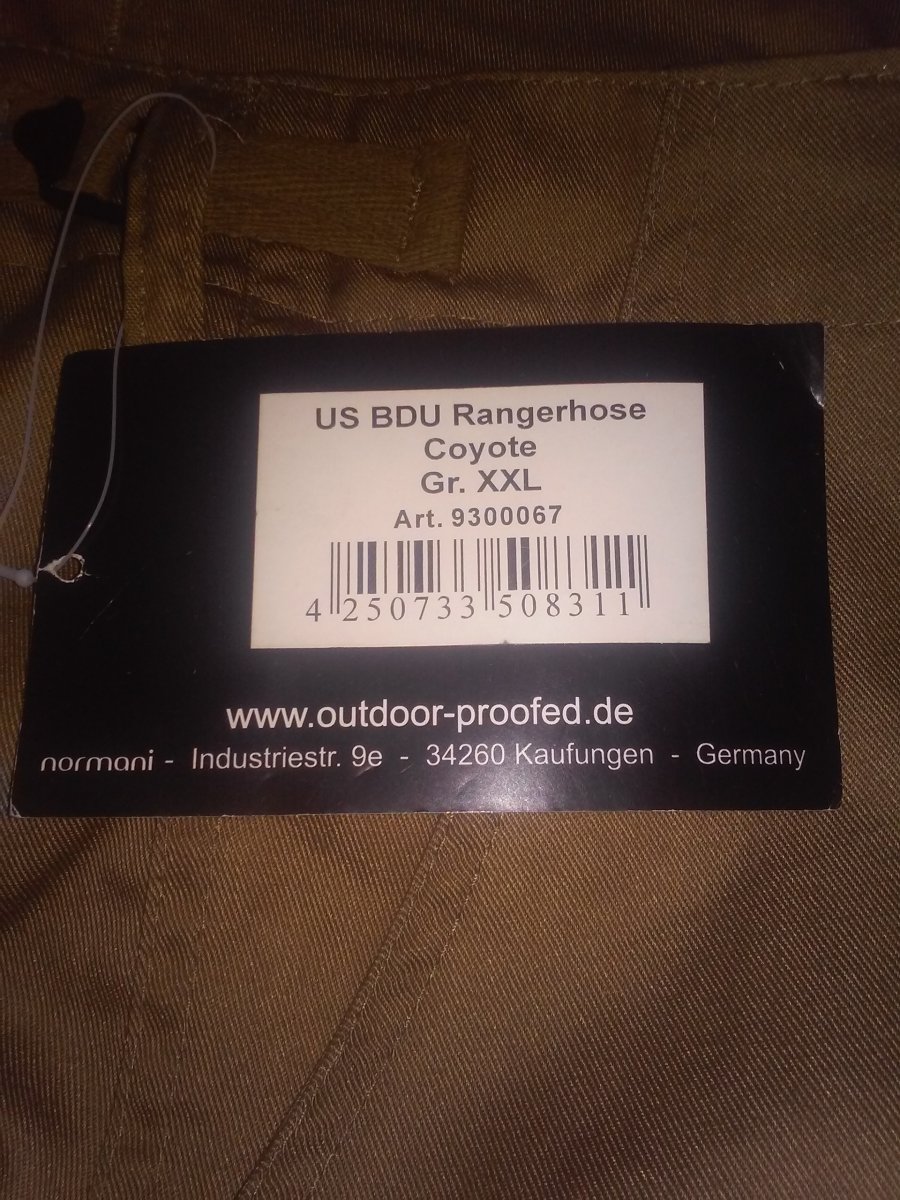 US BDU Rangerhose
Coyote
Gr. XXL
Art. 9300067
4 250733 508311
www.outdoor-proofed.de
normani - Industriestr. 9e - 34260 Kaufungen - Germany